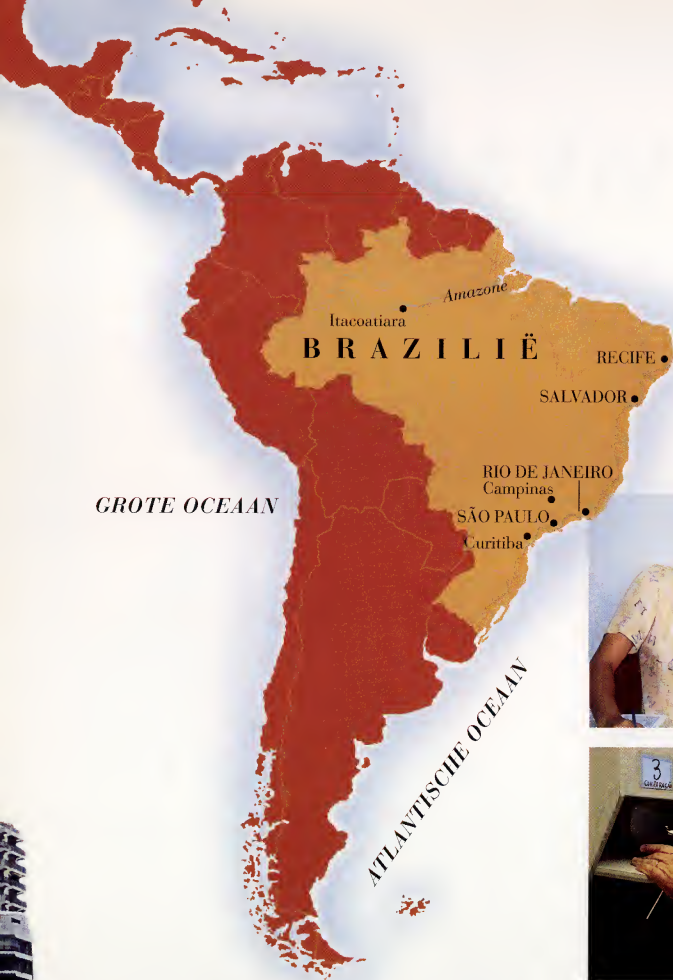 Amazone
Itacoatiara
BRAZILIË
RECIFE
SALVADOR
RIO DE JANEIRO
Campinas
GROTE OCEAAN
SÃO PAULO
Curitiba
ATLANTISCHE OCEAAN
3